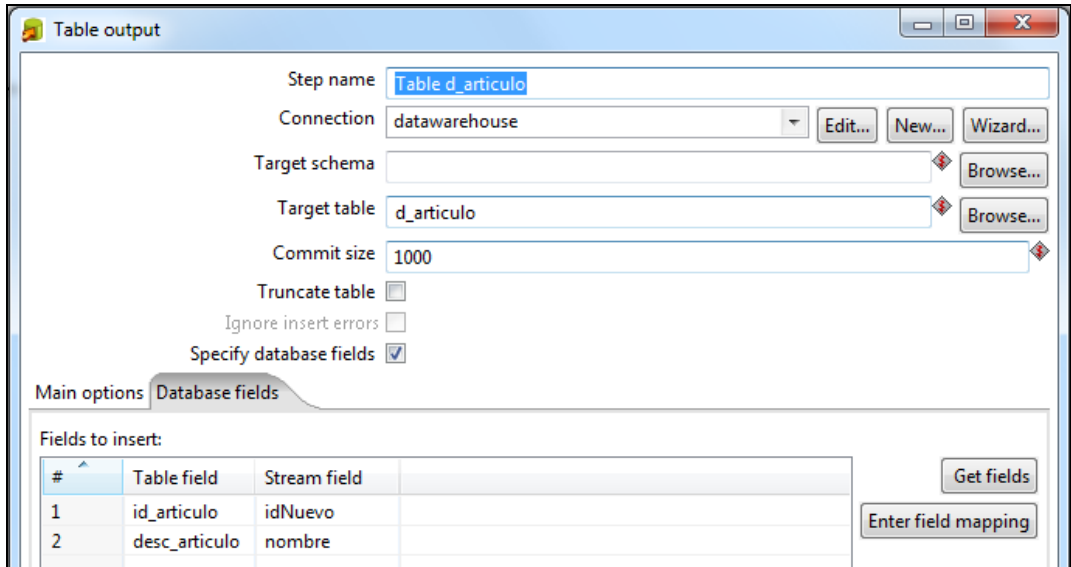 Table output
Step name Table d_articulo
Connection datawarehouse Edit... New... Wizard...
Target schema Browse...
Target table d_articulo Browse...
Commit size 1000
Truncate table
Ignore insert errors
Specify database fields
Main options Database fields
Fields to insert:
# Table field Stream field Get fields
1 id_articulo idNuevo Enter field mapping
2 desc_articulo nombre